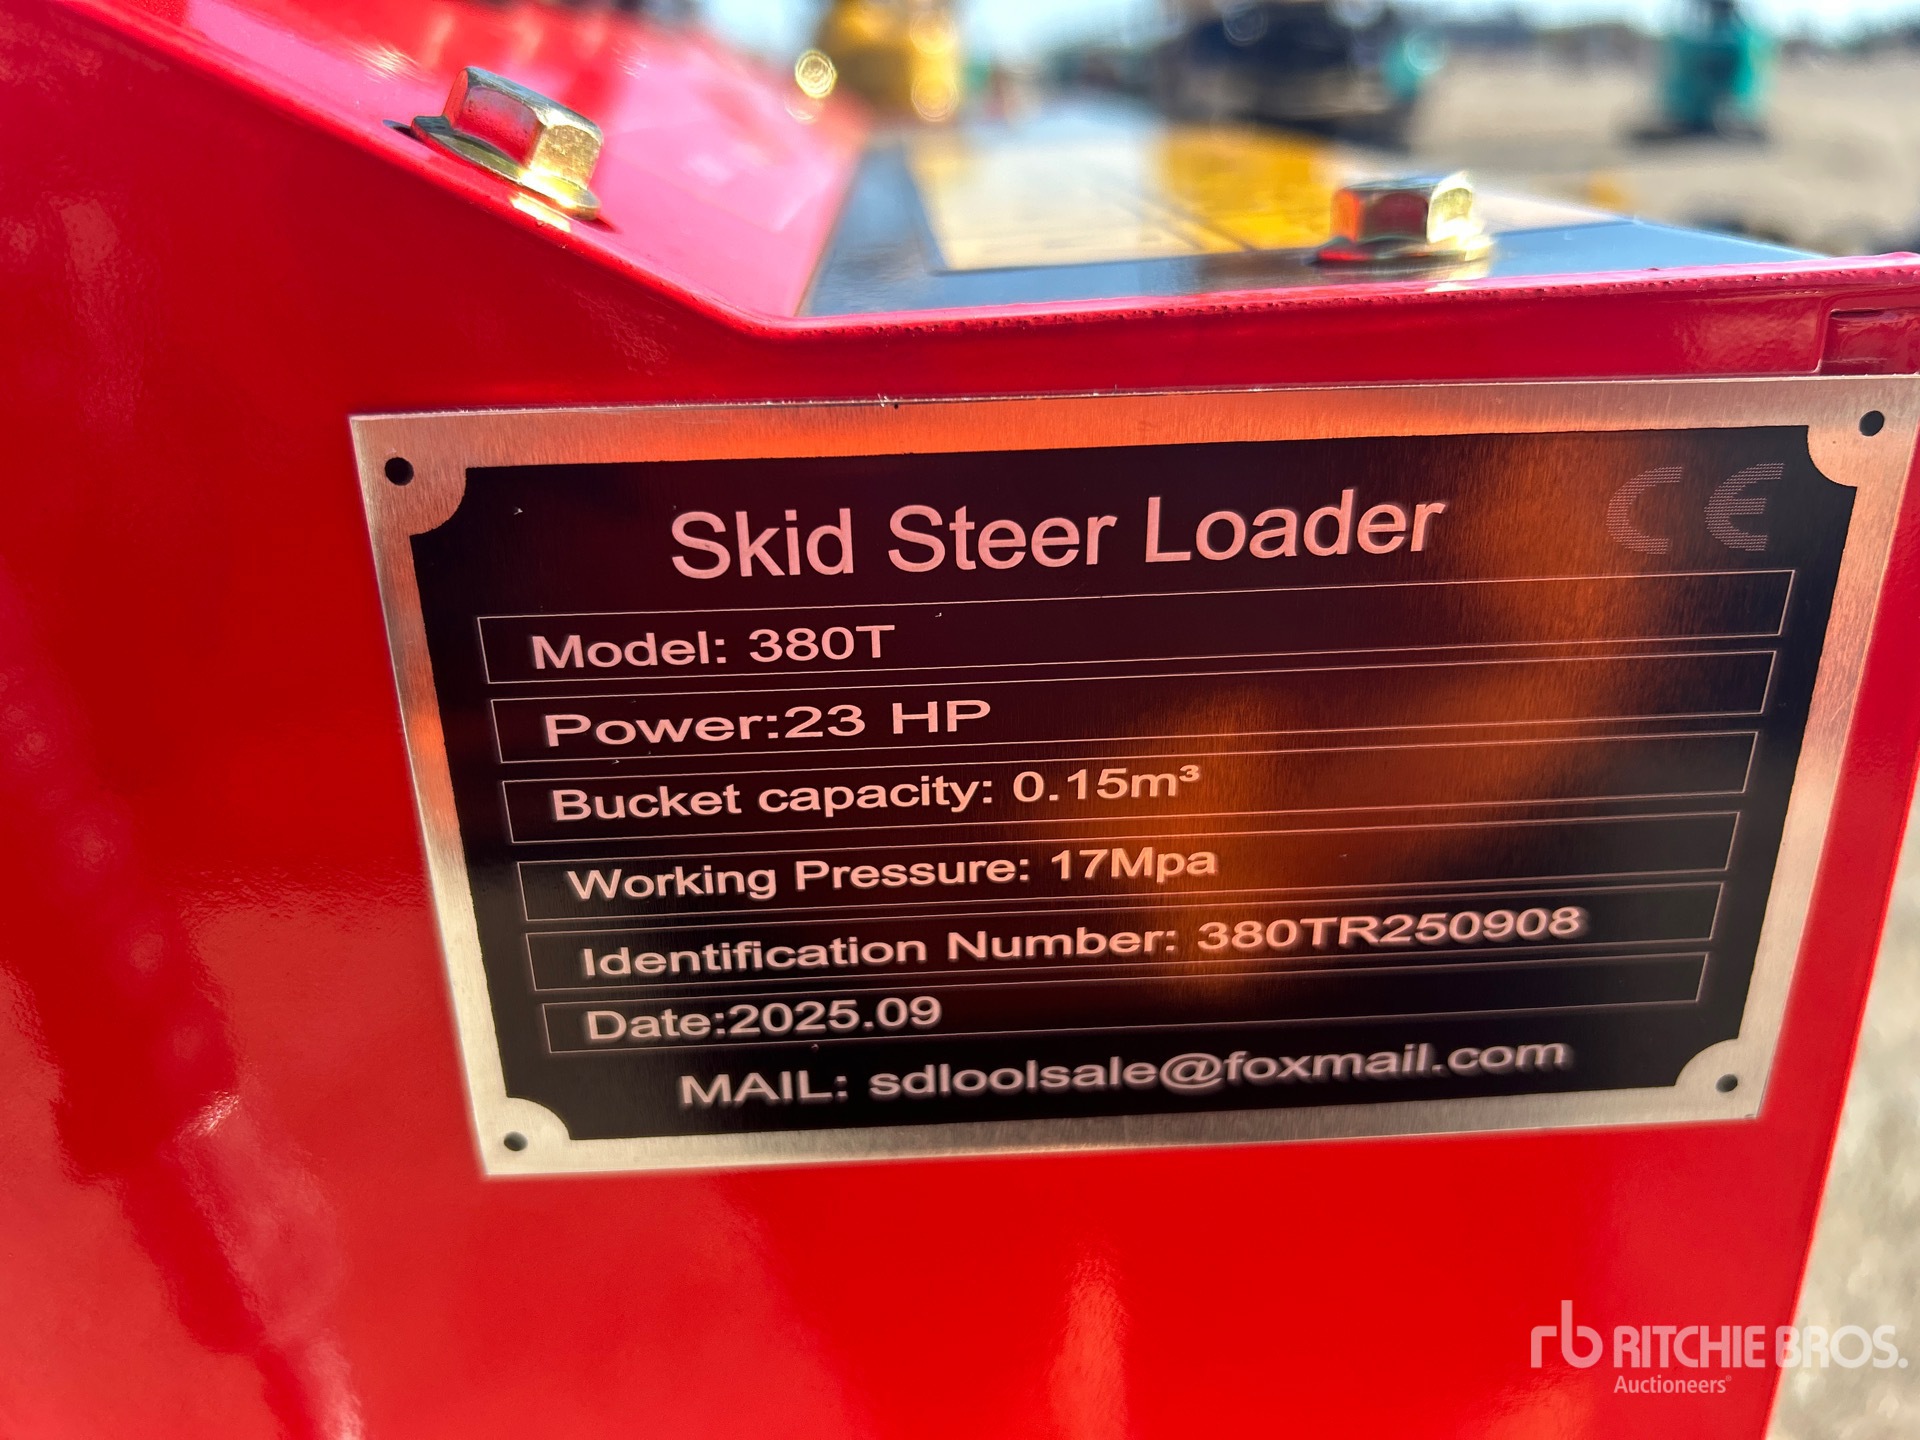 Skid Steer Loader
CE
Model: 380T
Power:23 HP
Bucket capacity: 0.15m³
Working Pressure: 17Mpa
Identification Number: 380TR250908
Date:2025.09
MAIL: sdloolsale@foxmail.com
rb RITCHIE BROS.
Auctioneers®